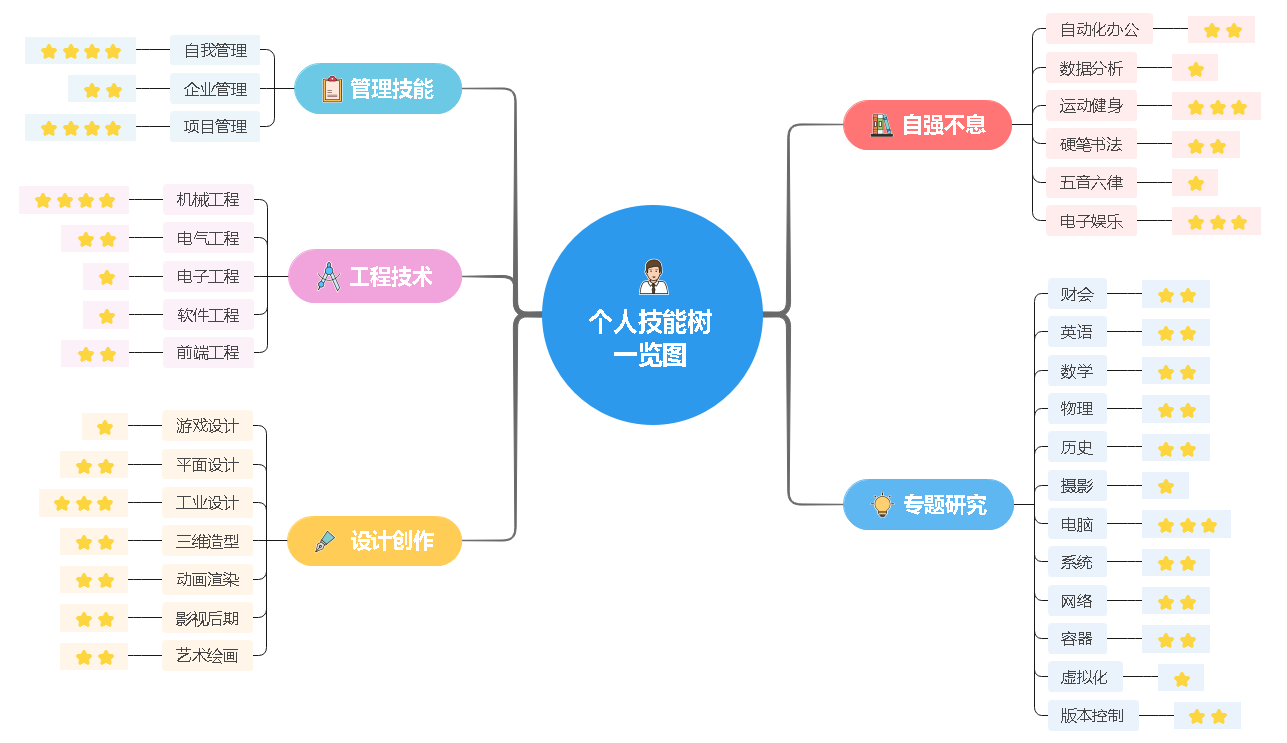 个人技能树
一览图
管理技能
自我管理
企业管理
项目管理
工程技术
机械工程
电气工程
电子工程
软件工程
前端工程
设计创作
游戏设计
平面设计
工业设计
三维造型
动画渲染
影视后期
艺术绘画
自强不息
自动化办公
数据分析
运动健身
硬笔书法
五音六律
电子娱乐
专题研究
财会
英语
数学
物理
历史
摄影
电脑
系统
网络
容器
虚拟化
版本控制